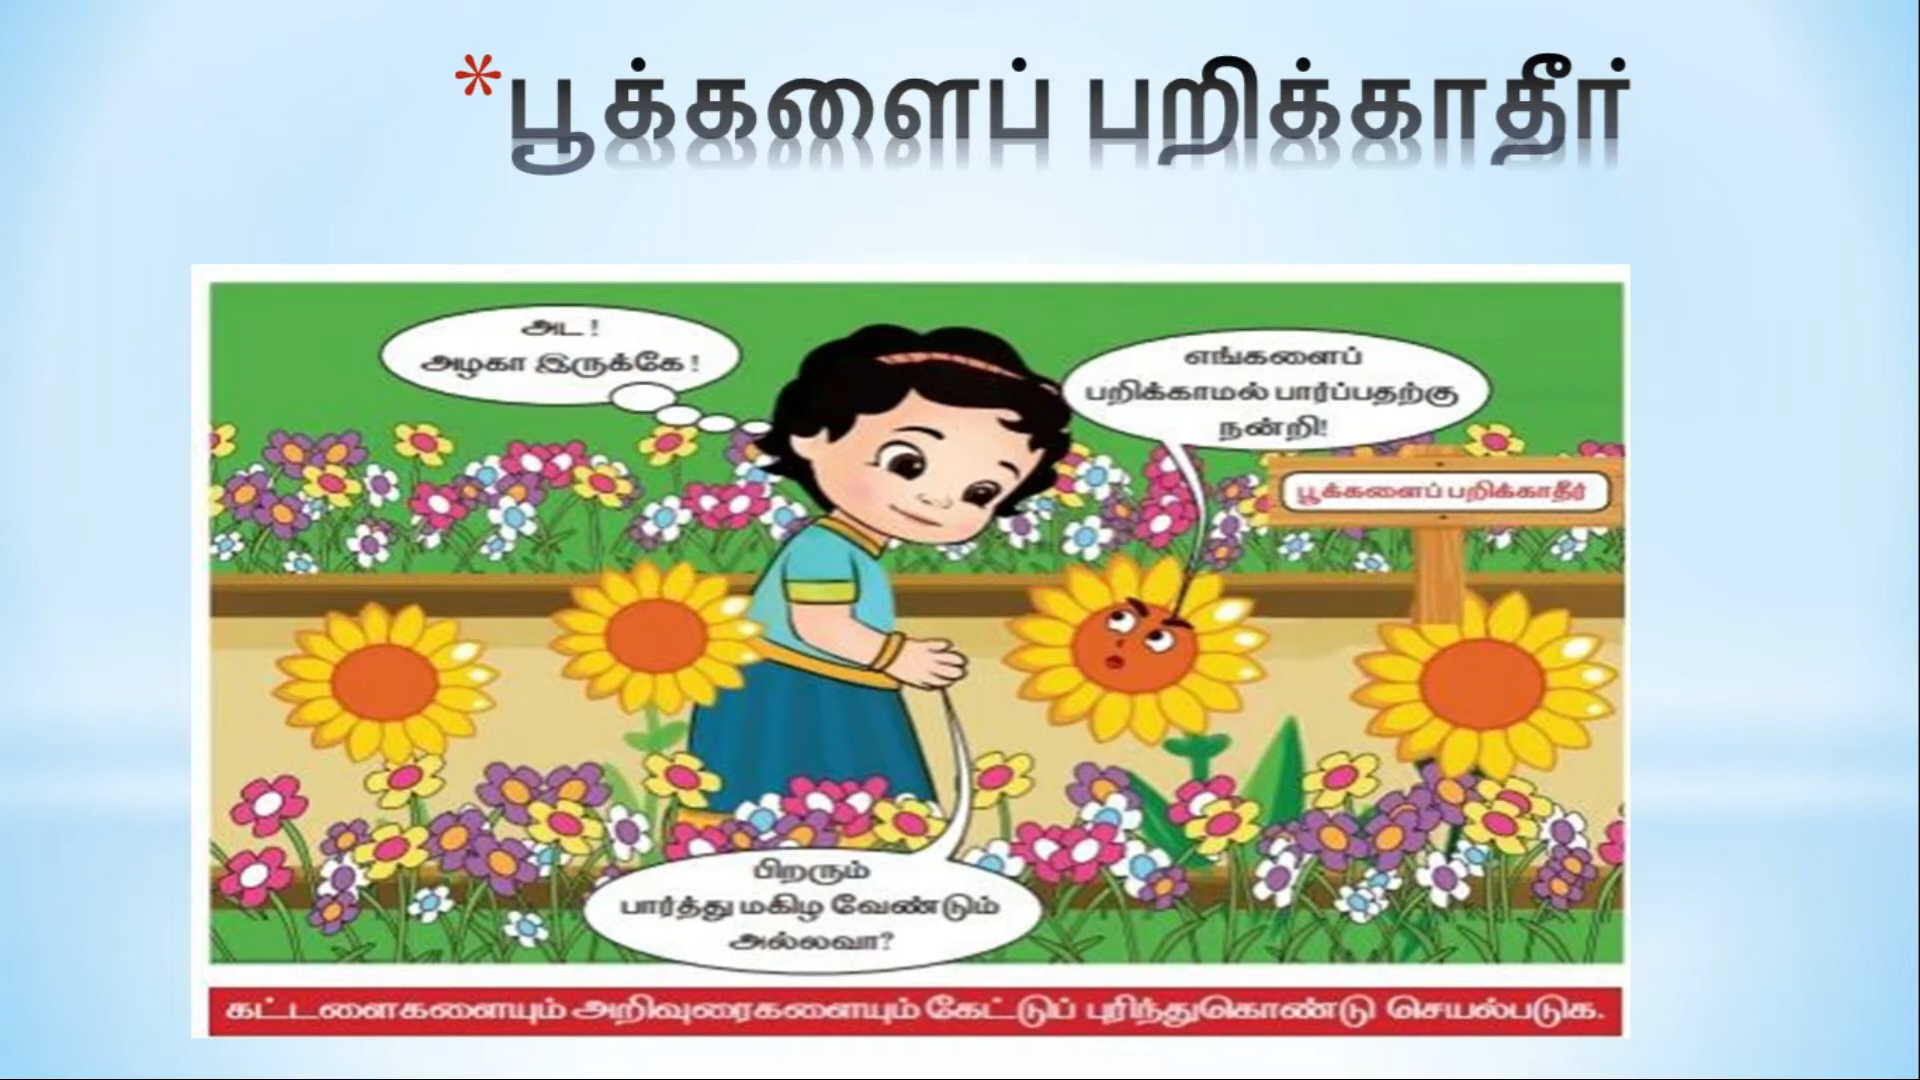 *பூக்களைப் பறிக்காதீர்
அட !
அழகா இருக்கே !
எங்களைப்
பறிக்காமல் பார்ப்பதற்கு
நன்றி!
பூக்களைப் பறிக்காதீர்
பிறரும்
பார்த்து மகிழ வேண்டும்
அல்லவா?
கட்டளைகளையும் அறிவுரைகளையும் கேட்டுப் புரிந்துகொண்டு செயல்படுக.